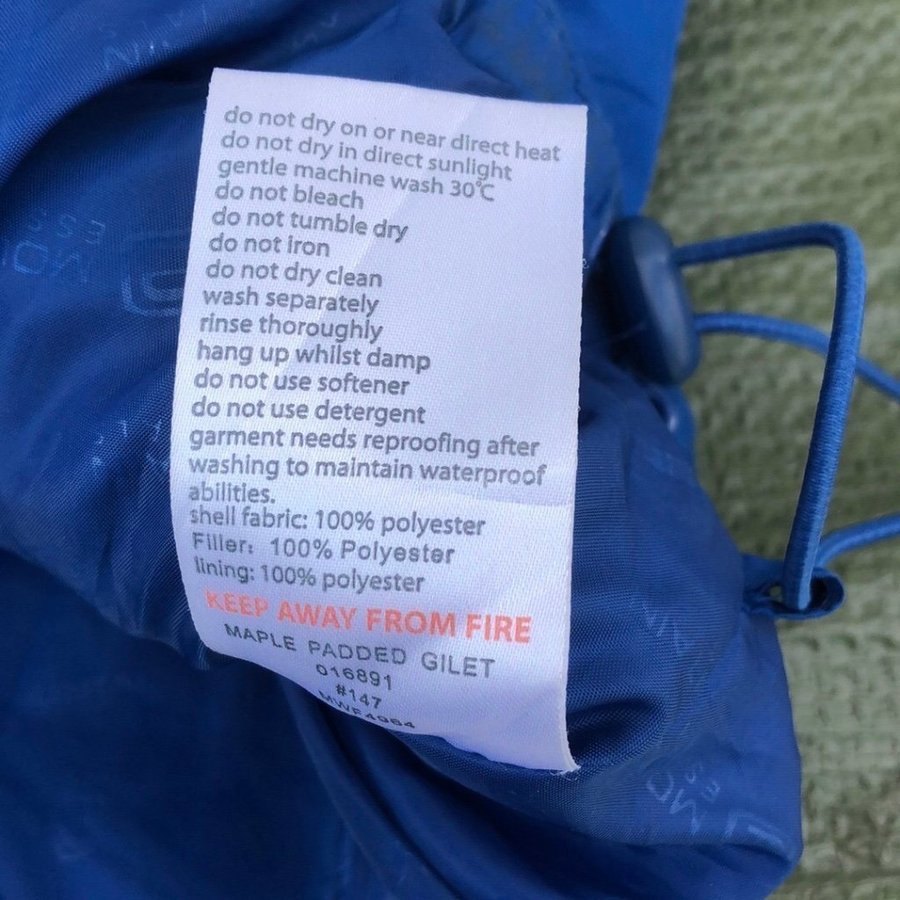 do not dry on or near direct heat
do not dry in direct sunlight
gentle machine wash 30℃
do not bleach
do not tumble dry
do not iron
do not dry clean
wash separately
rinse thoroughly
hang up whilst damp
do not use softener
do not use detergent
garment needs reproofing after
washing to maintain waterproof
abilities.
shell fabric: 100% polyester
Filler: 100% Polyester
lining: 100% polyester
KEEP AWAY FROM FIRE
MAPLE PADDED GILET
016891
#147